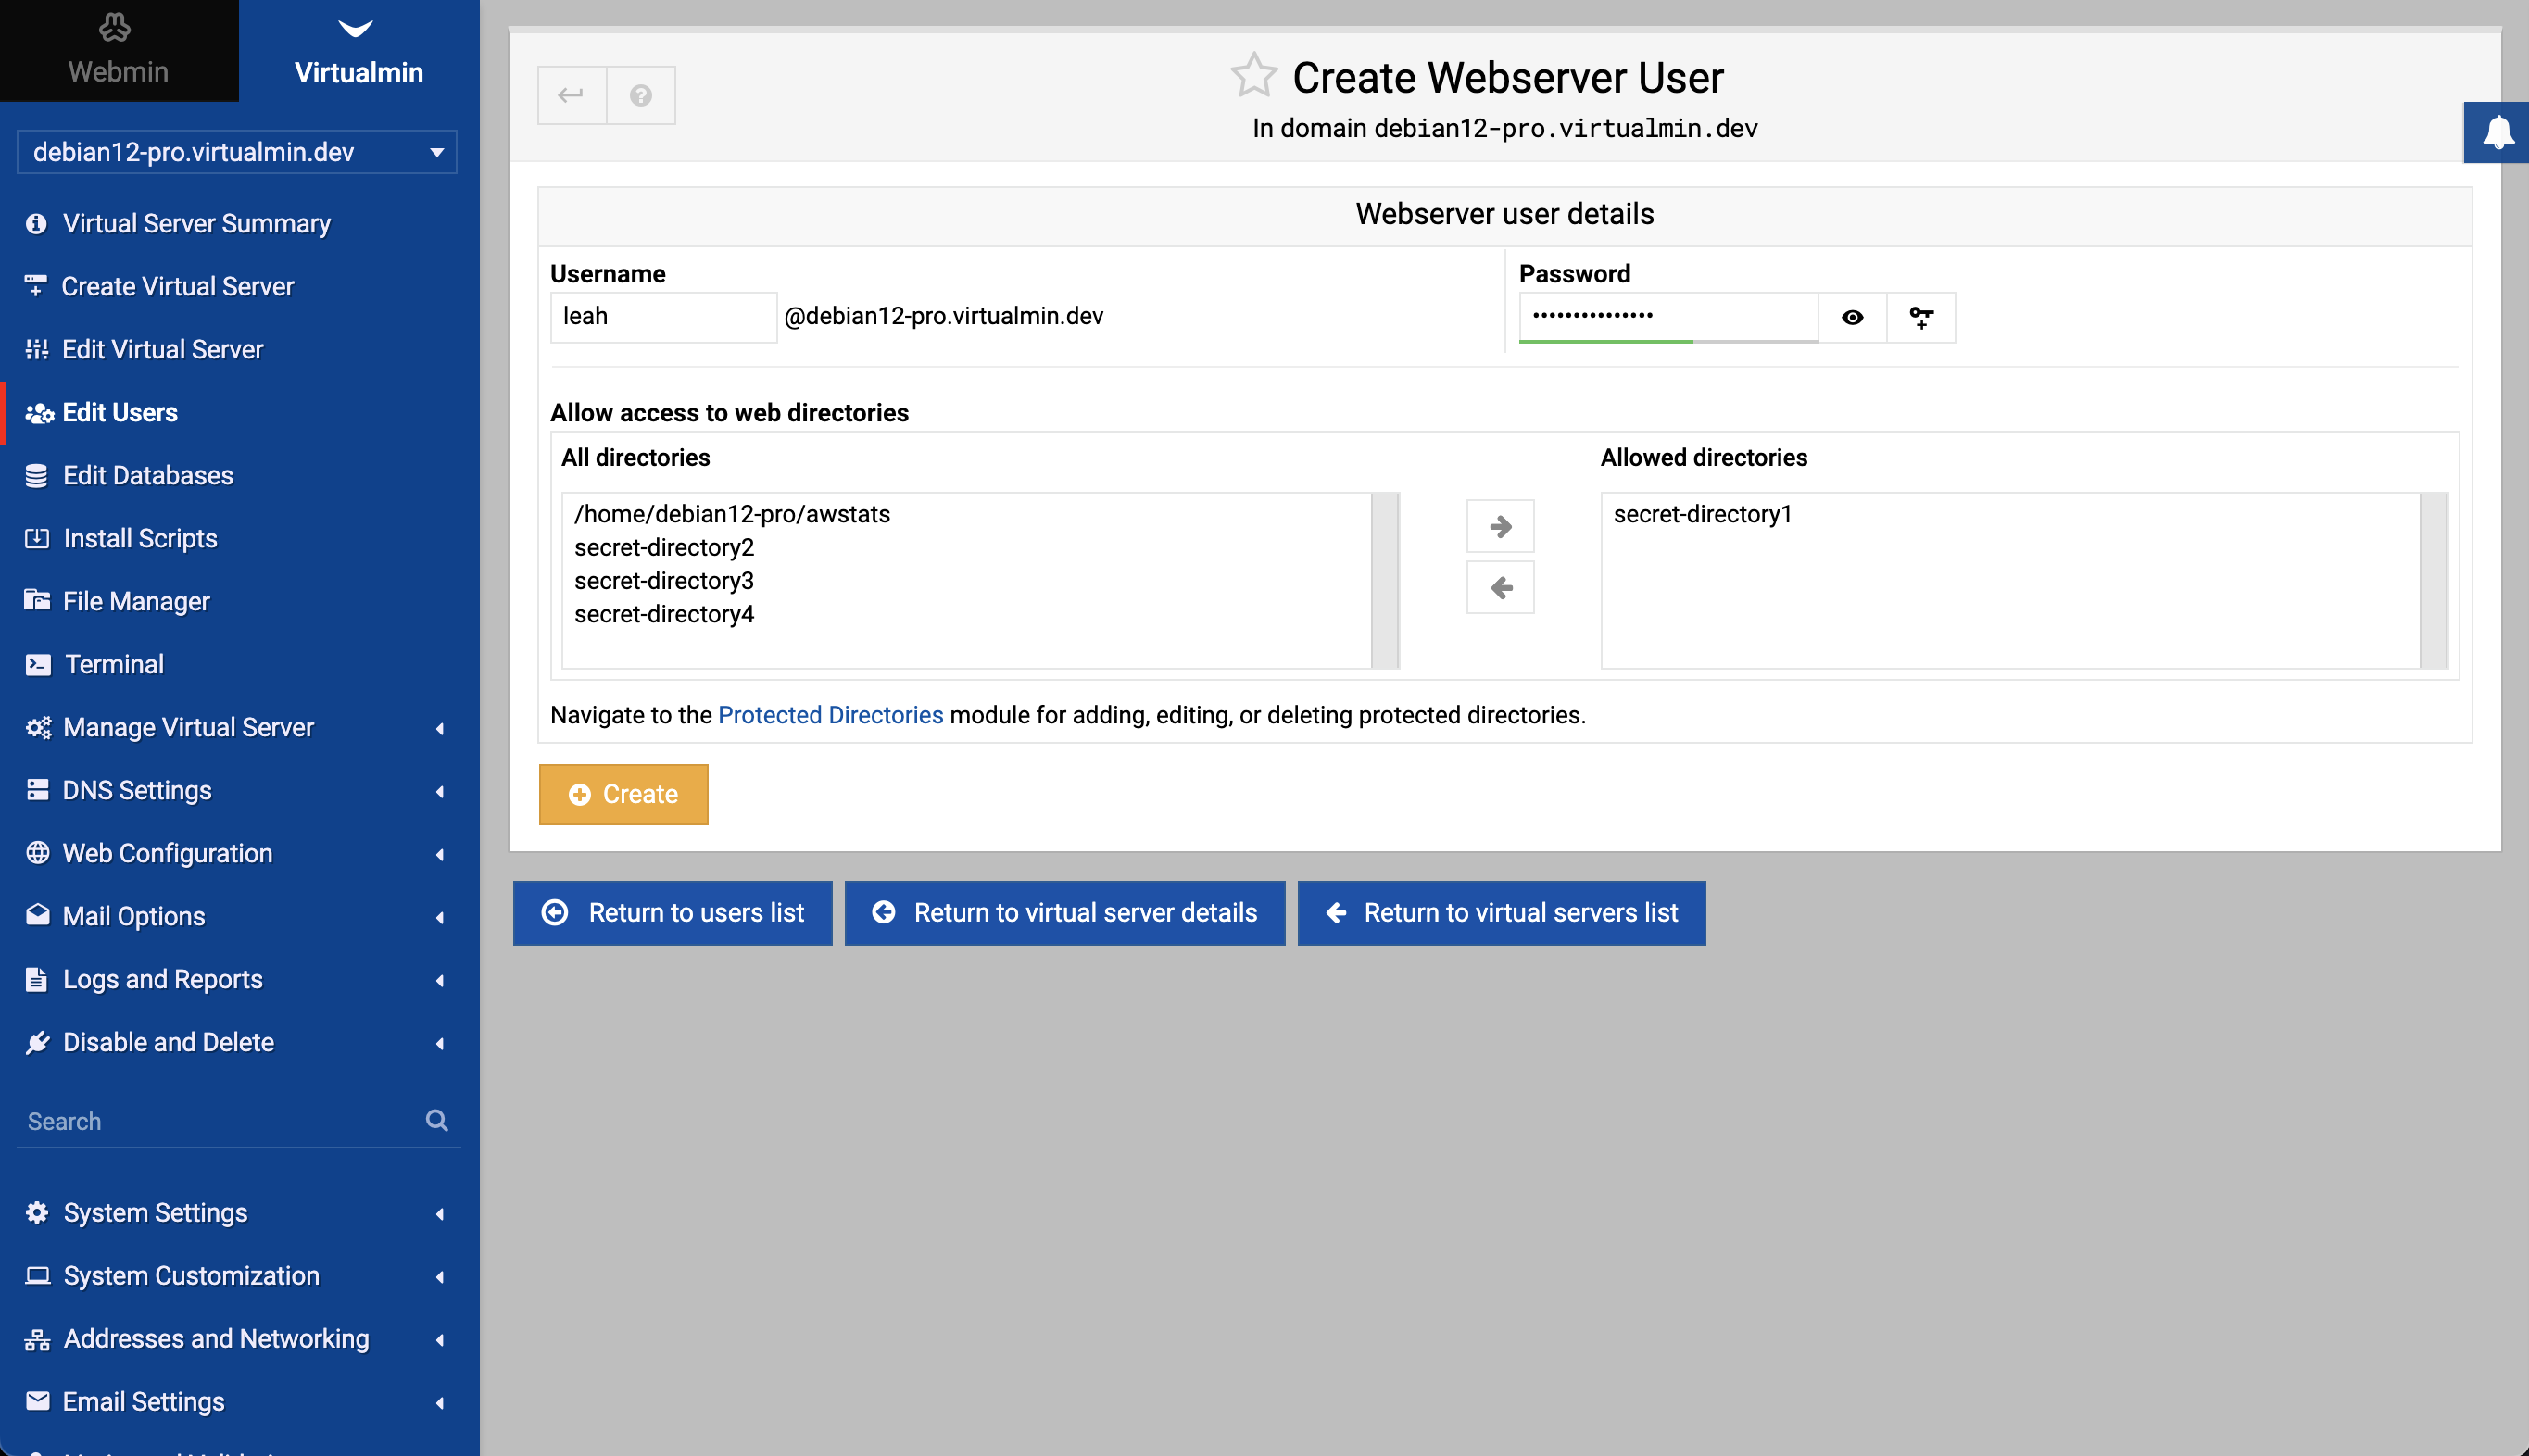 Webmin
Virtualmin
debian12-pro.virtualmin.dev
Virtual Server Summary
Create Virtual Server
Edit Virtual Server
Edit Users
Edit Databases
Install Scripts
File Manager
Terminal
Manage Virtual Server
DNS Settings
Web Configuration
Mail Options
Logs and Reports
Disable and Delete
Search
System Settings
System Customization
Addresses and Networking
Email Settings
Create Webserver User
In domain debian12-pro.virtualmin.dev
Webserver user details
Username
leah @debian12-pro.virtualmin.dev
Password
•••••••••••••••
Allow access to web directories
All directories
/home/debian12-pro/awstats
secret-directory2
secret-directory3
secret-directory4
Allowed directories
secret-directory1
Navigate to the Protected Directories module for adding, editing, or deleting protected directories.
Create
Return to users list
Return to virtual server details
Return to virtual servers list